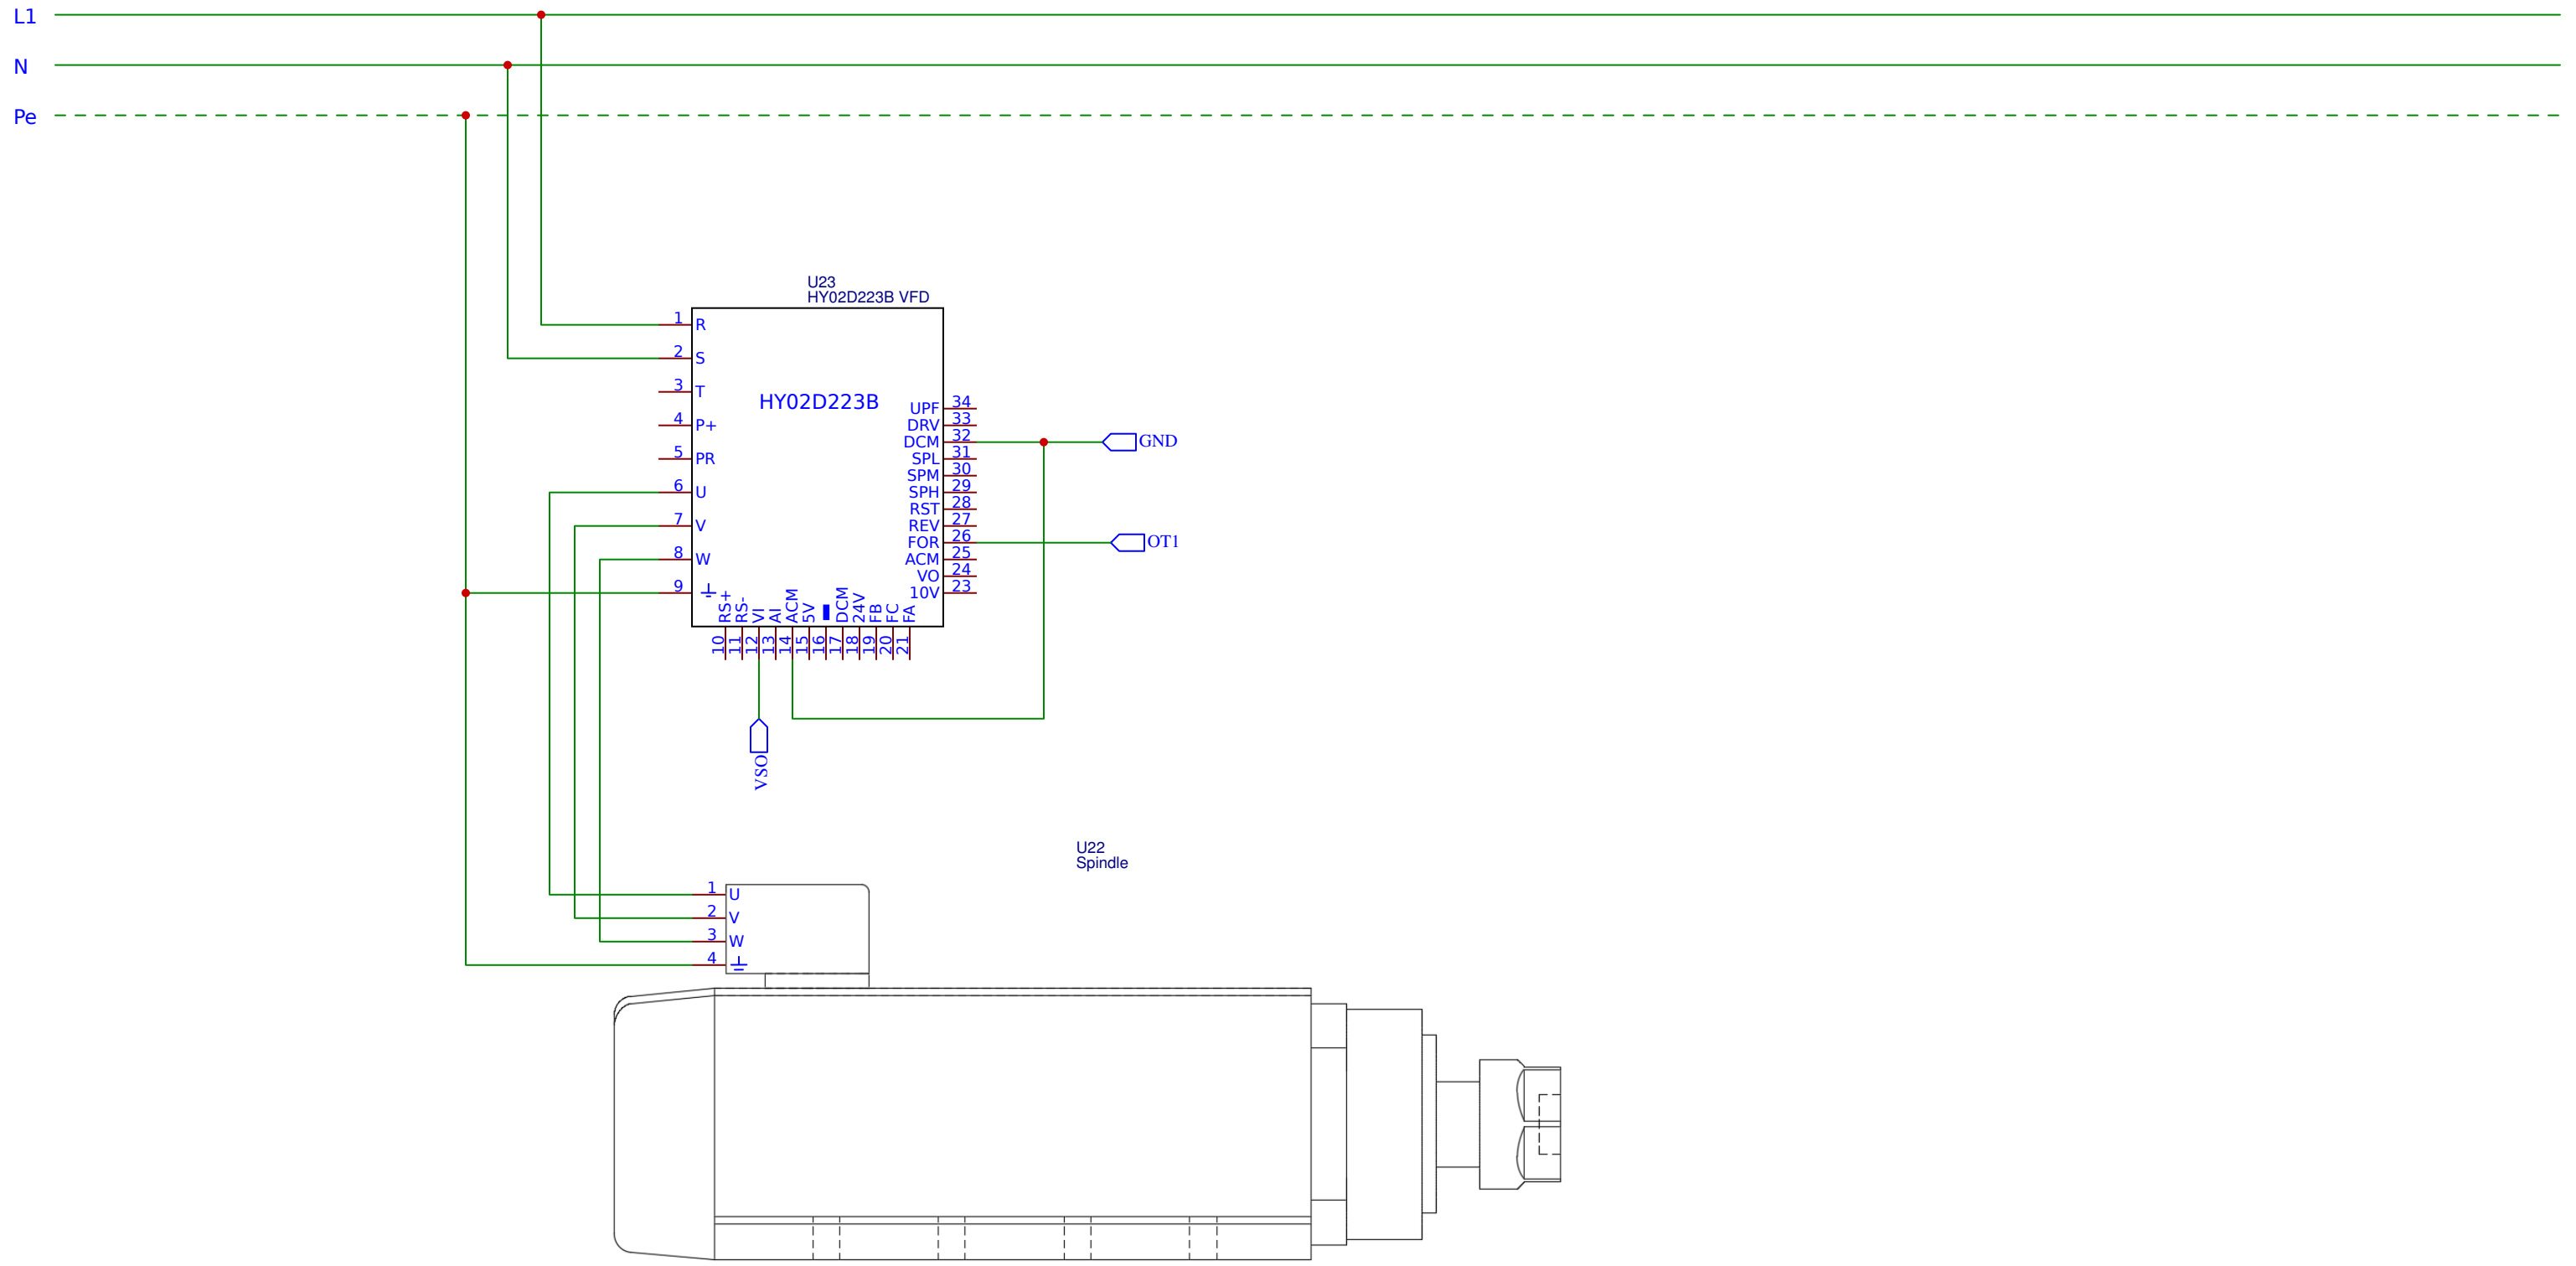 L1
N
Pe
U23
HY02D223B VFD
HY02D223B
1 R
2 S
3 T
4 P+
5 PR
6 U
7 V
8 W
9
UPF 34
DRV 33
DCM 32
SPL 31
SPM 30
SPH 29
RST 28
REV 27
FOR 26
ACM 25
VO 24
10V 23
GND
OT1
RS+ 10
RS- 11
VI 12
AI 13
ACM 14
5V 15
16
DCM 17
24V 18
FB 19
FC 20
FA 21
VSO
U22
Spindle
1 U
2 V
3 W
4